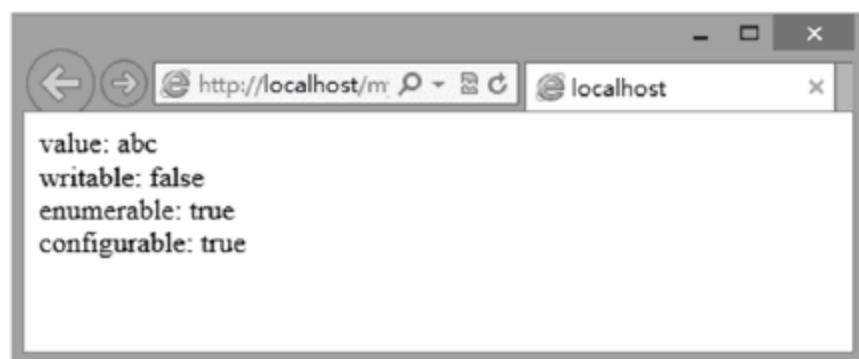 http://localhost/m
localhost
value: abc
writable: false
enumerable: true
configurable: true